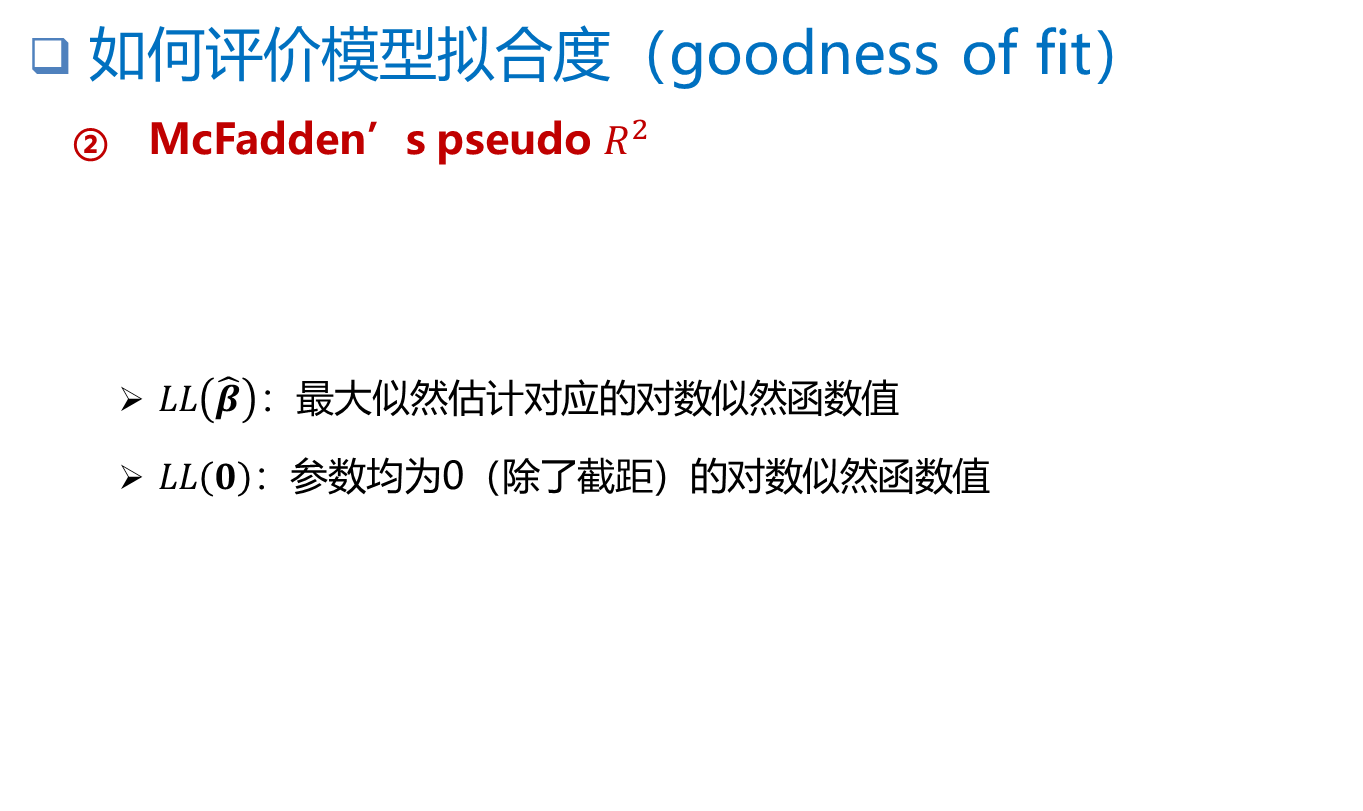 ❑ 如何评价模型拟合度（goodness of fit）
② McFadden’s pseudo R²
➢ LL(β̂)：最大似然估计对应的对数似然函数值
➢ LL(0)：参数均为0（除了截距）的对数似然函数值